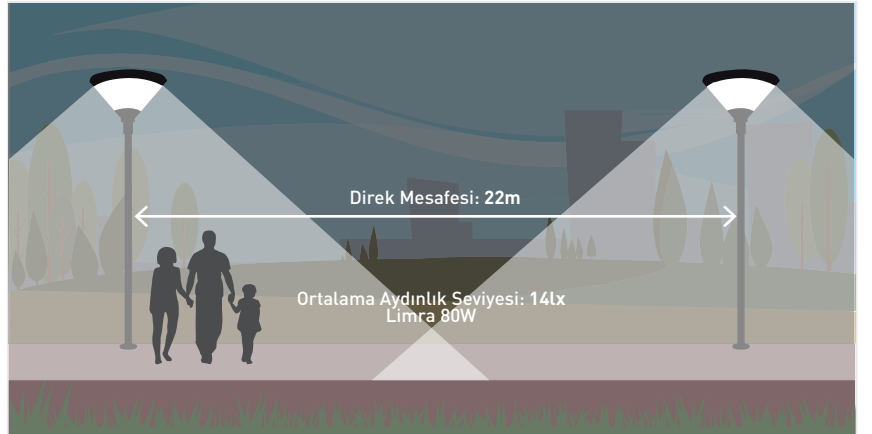 Direk Mesafesi: 22m
Ortalama Aydınlık Seviyesi: 14lx
Limra 80W